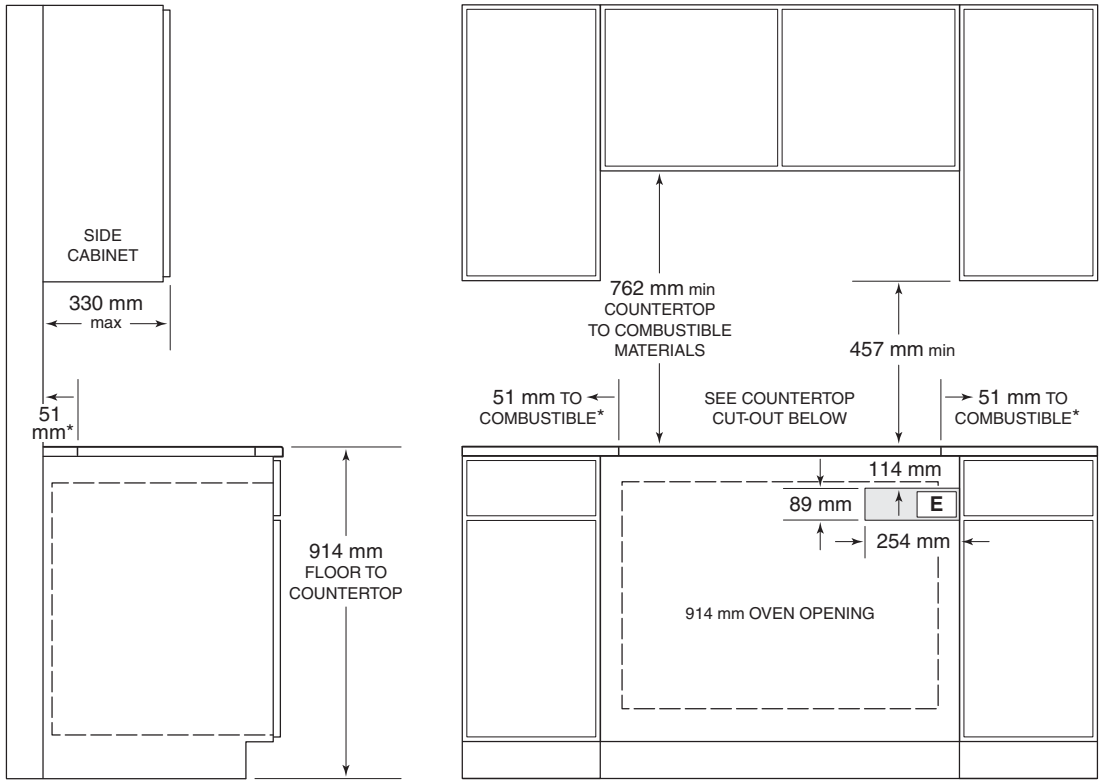 SIDE
CABINET
330 mm
max
51
mm*
914 mm
FLOOR TO
COUNTERTOP
762 mm min
COUNTERTOP
TO COMBUSTIBLE
MATERIALS
457 mm min
51 mm TO
COMBUSTIBLE*
SEE COUNTERTOP
CUT-OUT BELOW
51 mm TO
COMBUSTIBLE*
114 mm
89 mm
E
254 mm
914 mm OVEN OPENING